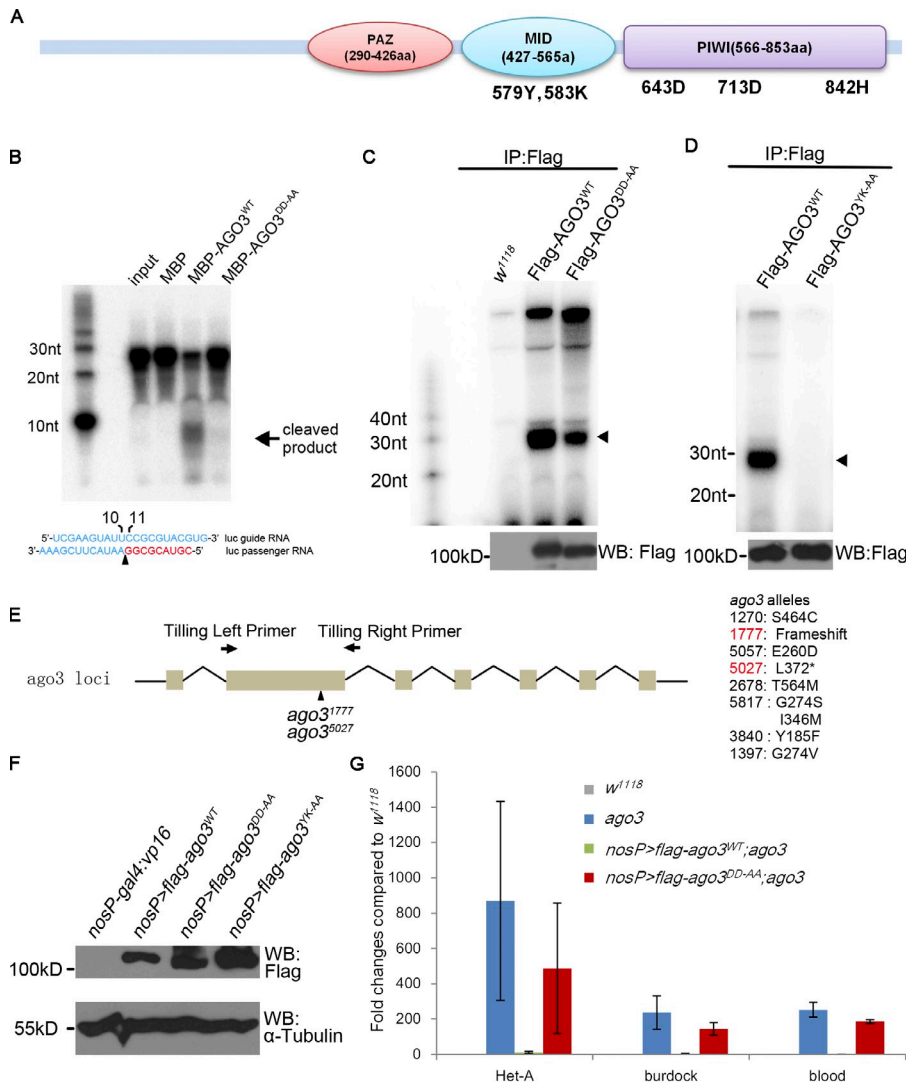 A
PAZ
(290-426aa)
MID
(427-565a)
PIWI(566-853aa)
579Y,583K
643D 713D 842H
B
input
MBP
MBP-AGO3WT
MBP-AGO3DD-AA
30nt
20nt
10nt
cleaved
product
10 11
5'-UCGAAGUAUUCCGCGUACGUG-3' luc guide RNA
3'-AAAGCUUCAUAAGGCGCAUGC-5' luc passenger RNA
C
IP:Flag
w1118
Flag-AGO3WT
Flag-AGO3DD-AA
40nt
30nt
20nt
100kD
WB: Flag
D
IP:Flag
Flag-AGO3WT
Flag-AGO3YK-AA
30nt
20nt
100kD
WB:Flag
E
Tilling Left Primer
Tilling Right Primer
ago3 loci
ago31777
ago35027
ago3 alleles
1270: S464C
1777: Frameshift
5057: E260D
5027: L372*
2678: T564M
5817: G274S
I346M
3840: Y185F
1397: G274V
F
nosP-gal4:vp16
nosP>flag-ago3WT
nosP>flag-ago3DD-AA
nosP>flag-ago3YK-AA
100kD
WB:
Flag
55kD
WB:
α-Tubulin
G
Fold changes compared to w1118
1600
1400
1200
1000
800
600
400
200
0
w1118
ago3
nosP>flag-ago3WT;ago3
nosP>flag-ago3DD-AA;ago3
Het-A burdock blood